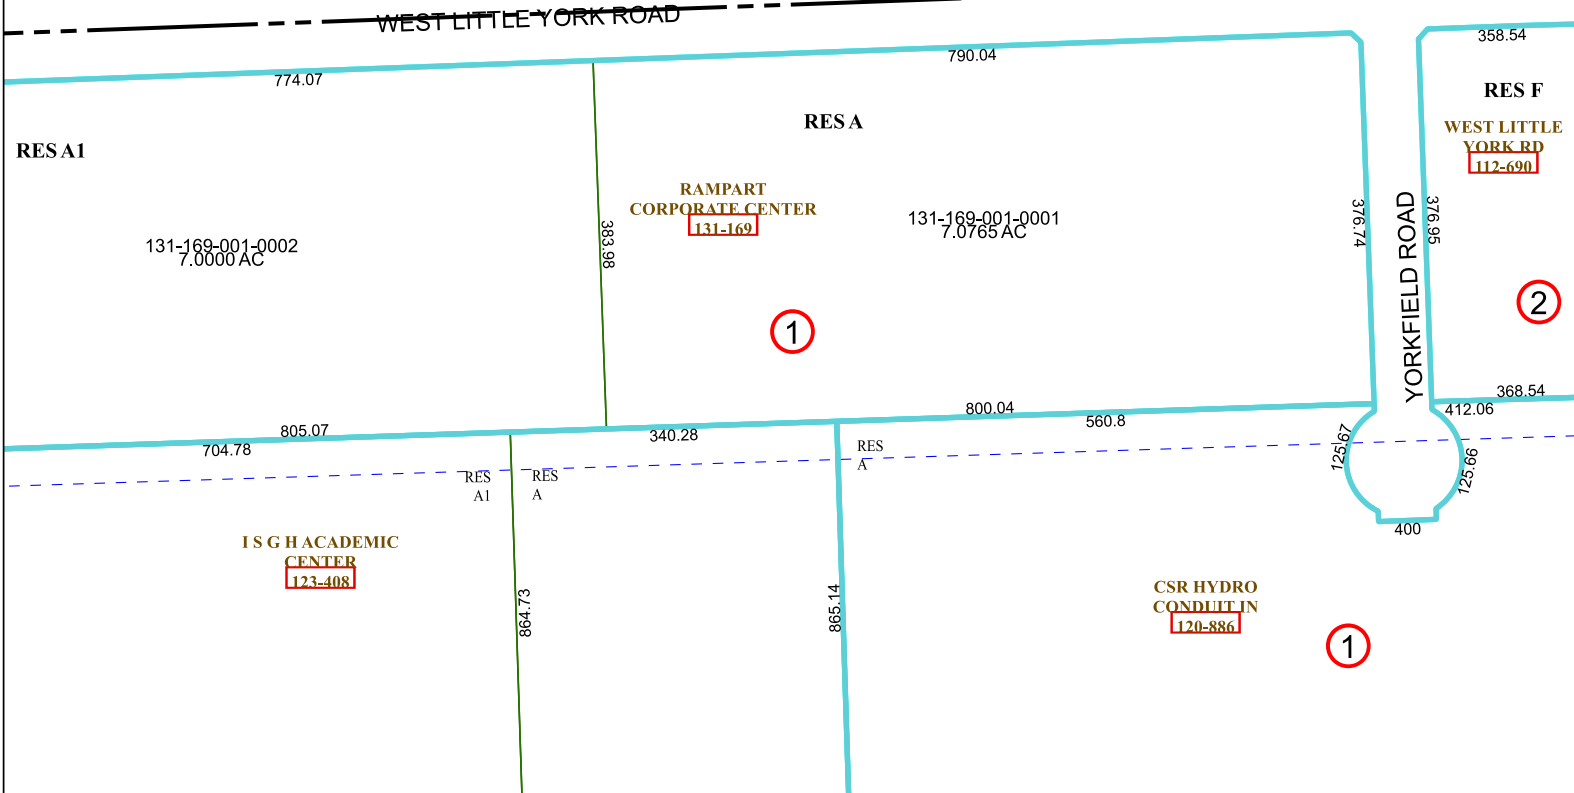 WEST LITTLE YORK ROAD
774.07
790.04
358.54
RES A1
RES A
RES F
WEST LITTLE
YORK RD
112-690
RAMPART
CORPORATE CENTER
131-169
131-169-001-0001
7.0765 AC
131-169-001-0002
7.0000 AC
383.98
376.74
YORKFIELD ROAD
376.95
1
2
805.07
704.78
340.28
800.04
560.8
368.54
412.06
RES
A1
RES
A
RES
A
125.67
125.66
400
I S G H ACADEMIC
CENTER
123-408
864.73
865.14
CSR HYDRO
CONDUIT IN
120-886
1